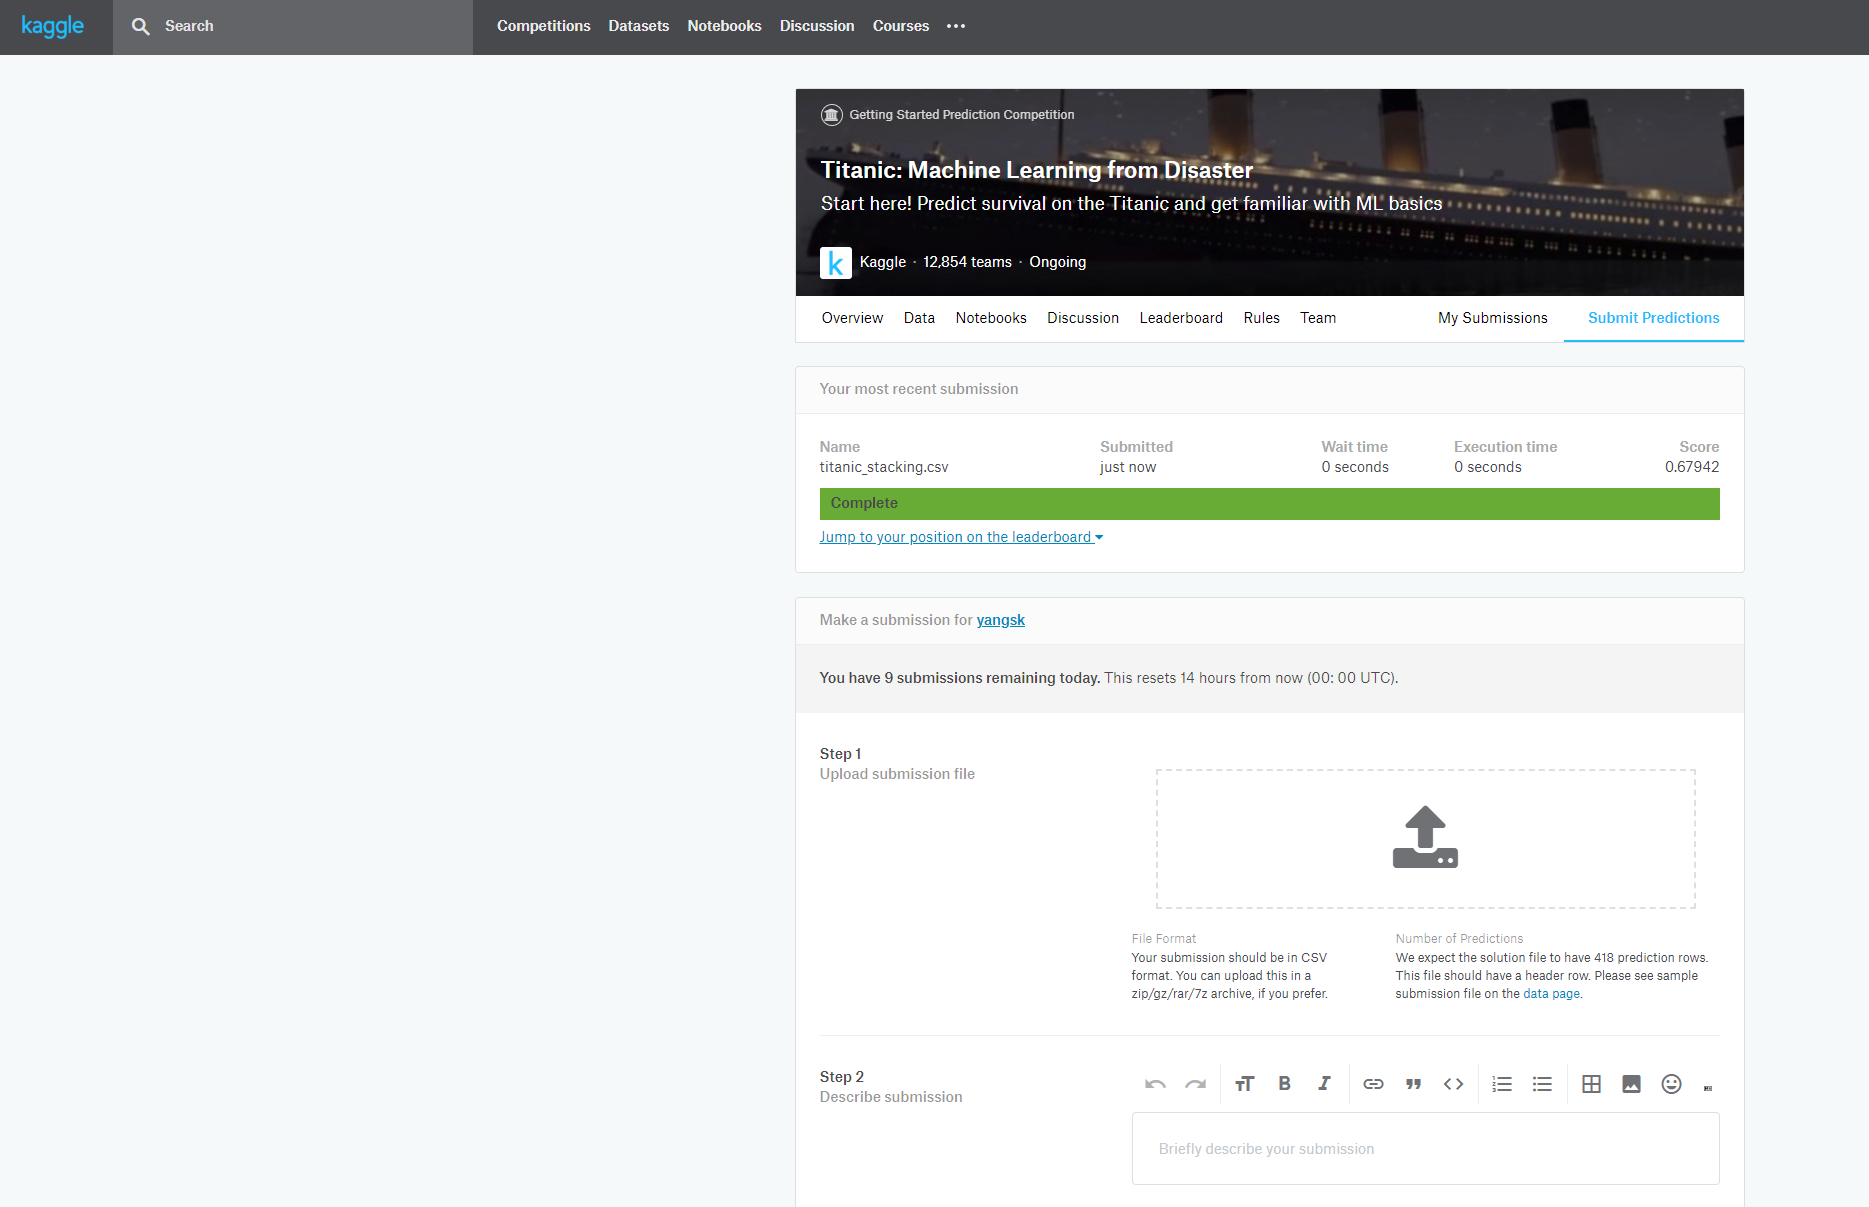 kaggle
Search
Competitions Datasets Notebooks Discussion Courses
Getting Started Prediction Competition
Titanic: Machine Learning from Disaster
Start here! Predict survival on the Titanic and get familiar with ML basics
k
Kaggle · 12,854 teams · Ongoing
Overview Data Notebooks Discussion Leaderboard Rules Team My Submissions Submit Predictions
Your most recent submission
Name Submitted Wait time Execution time Score
titanic_stacking.csv just now 0 seconds 0 seconds 0.67942
Complete
Jump to your position on the leaderboard
Make a submission for yangsk
You have 9 submissions remaining today. This resets 14 hours from now (00: 00 UTC).
Step 1
Upload submission file
File Format
Your submission should be in CSV
format. You can upload this in a
zip/gz/rar/7z archive, if you prefer.
Number of Predictions
We expect the solution file to have 418 prediction rows.
This file should have a header row. Please see sample
submission file on the data page.
Step 2
Describe submission
Briefly describe your submission